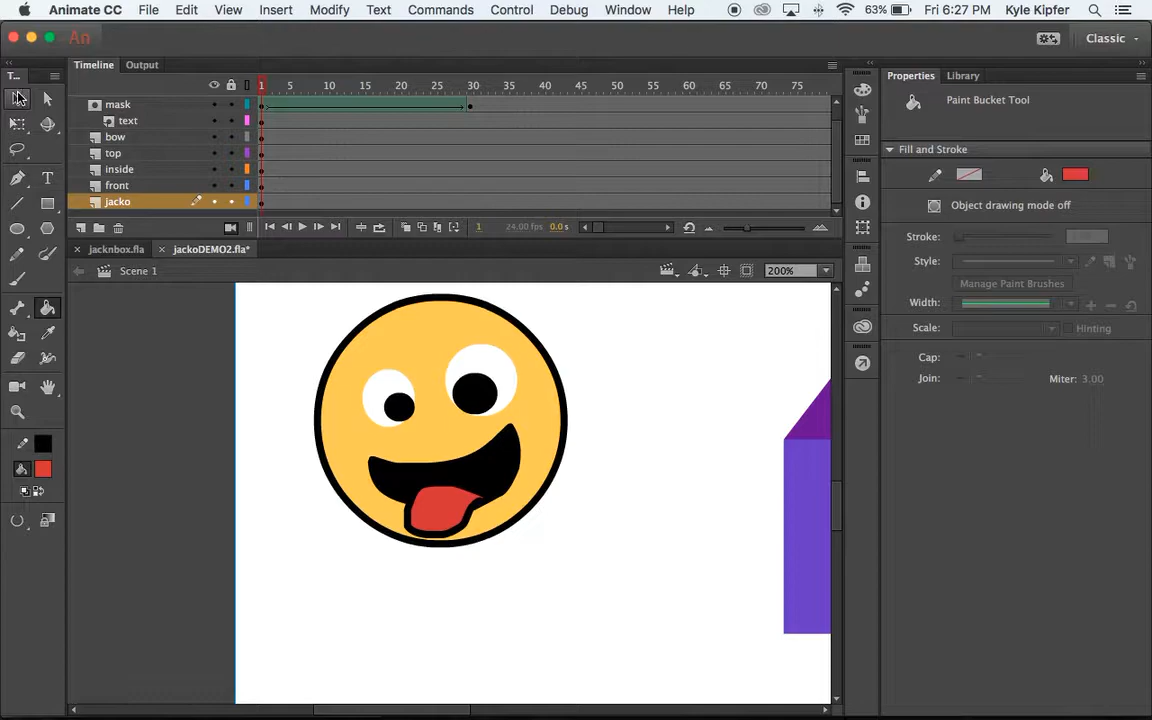 Animate CC File Edit View Insert Modify Text Commands Control Debug Window Help 63% Fri 6:27 PM Kyle Kipfer
An Classic
T... Timeline Output Properties Library
1 5 10 15 20 25 30 35 40 45 50 55 60 65 70 75
Paint Bucket Tool
mask
text
bow
top
inside
front
jacko
Fill and Stroke
Object drawing mode off
1 24.00 fps 0.0 s
Stroke:
jacknbox.fla jackoDEMO2.fla*
Style:
Scene 1 200%
Manage Paint Brushes
Width:
Scale: Hinting
Cap:
Join: Miter: 3.00